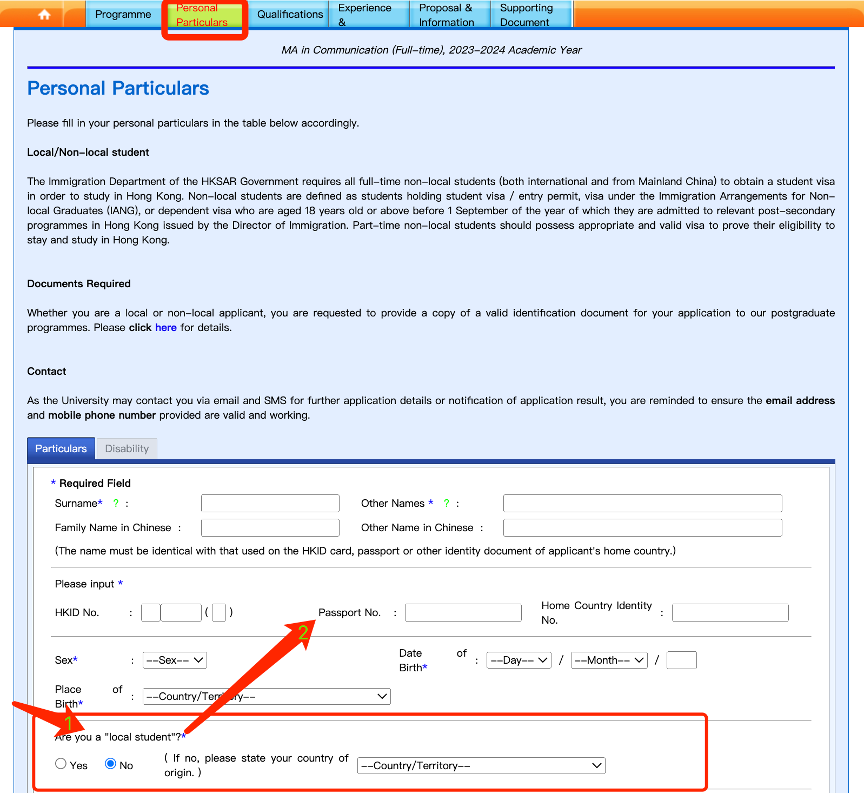 Programme
Personal Particulars
Qualifications
Experience &
Proposal & Information
Supporting Document
MA in Communication (Full-time), 2023-2024 Academic Year
Personal Particulars
Please fill in your personal particulars in the table below accordingly.
Local/Non-local student
The Immigration Department of the HKSAR Government requires all full-time non-local students (both international and from Mainland China) to obtain a student visa
in order to study in Hong Kong. Non-local students are defined as students holding student visa / entry permit, visa under the Immigration Arrangements for Non-
local Graduates (IANG), or dependent visa who are aged 18 years old or above before 1 September of the year of which they are admitted to relevant post-secondary
programmes in Hong Kong issued by the Director of Immigration. Part-time non-local students should possess appropriate and valid visa to prove their eligibility to
stay and study in Hong Kong.
Documents Required
Whether you are a local or non-local applicant, you are requested to provide a copy of a valid identification document for your application to our postgraduate
programmes. Please click here for details.
Contact
As the University may contact you via email and SMS for further application details or notification of application result, you are reminded to ensure the email address
and mobile phone number provided are valid and working.
Particulars Disability
* Required Field
Surname* ? : Other Names * ? :
Family Name in Chinese : Other Name in Chinese :
(The name must be identical with that used on the HKID card, passport or other identity document of applicant's home country.)
Please input *
HKID No. : ( ) Passport No. : Home Country Identity No. :
Sex* : --Sex-- Date of Birth* : --Day-- / --Month-- /
Place of Birth* : --Country/Territory--
2
1
Are you a "local student"?*
Yes No ( If no, please state your country of
origin. ) --Country/Territory--